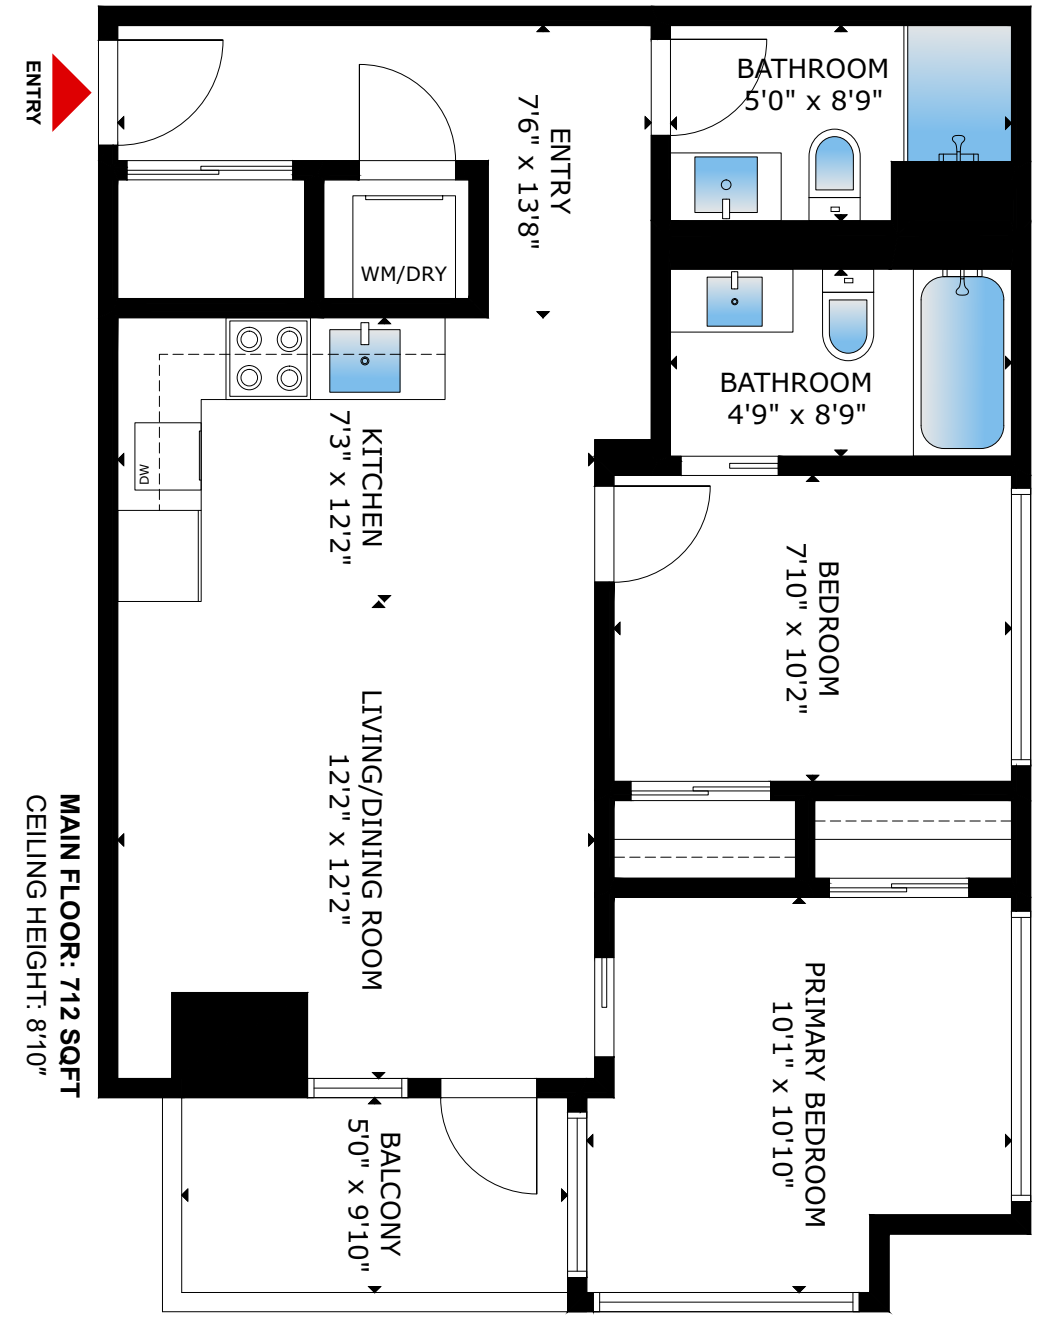 ENTRY
BATHROOM
5'0" x 8'9"
ENTRY
7'6" x 13'8"
WM/DRY
BATHROOM
4'9" x 8'9"
KITCHEN
7'3" x 12'2"
DW
BEDROOM
7'10" x 10'2"
LIVING/DINING ROOM
12'2" x 12'2"
PRIMARY BEDROOM
10'1" x 10'10"
BALCONY
5'0" x 9'10"
MAIN FLOOR: 712 SQFT
CEILING HEIGHT: 8'10"